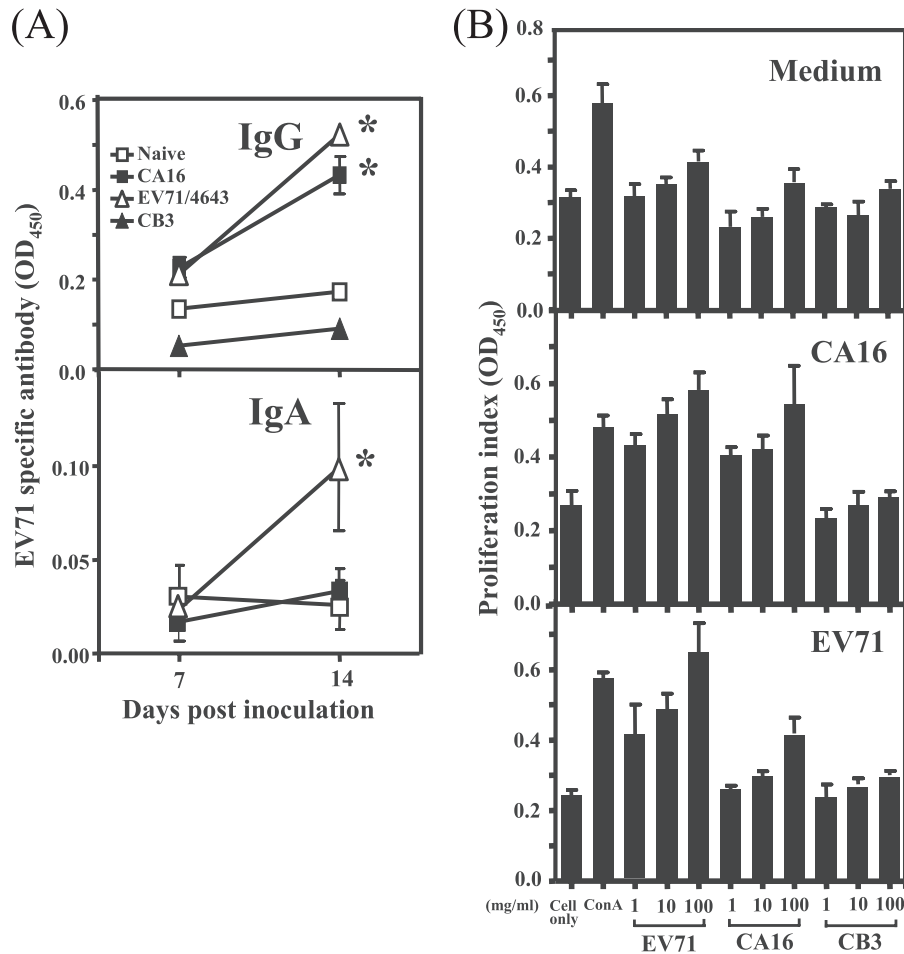 (A)
EV71 specific antibody (OD450)
IgG
Naive
CA16
EV71/4643
CB3
*
*
0.6
0.4
0.2
0.0
IgA
*
0.10
0.05
0.00
7 14
Days post inoculation
(B)
Proliferation index (OD450)
Medium
0.8
0.6
0.4
0.2
0.0
CA16
0.6
0.4
0.2
0.0
EV71
0.6
0.4
0.2
0.0
(mg/ml) Cell only ConA 1 10 100 1 10 100 1 10 100
EV71 CA16 CB3